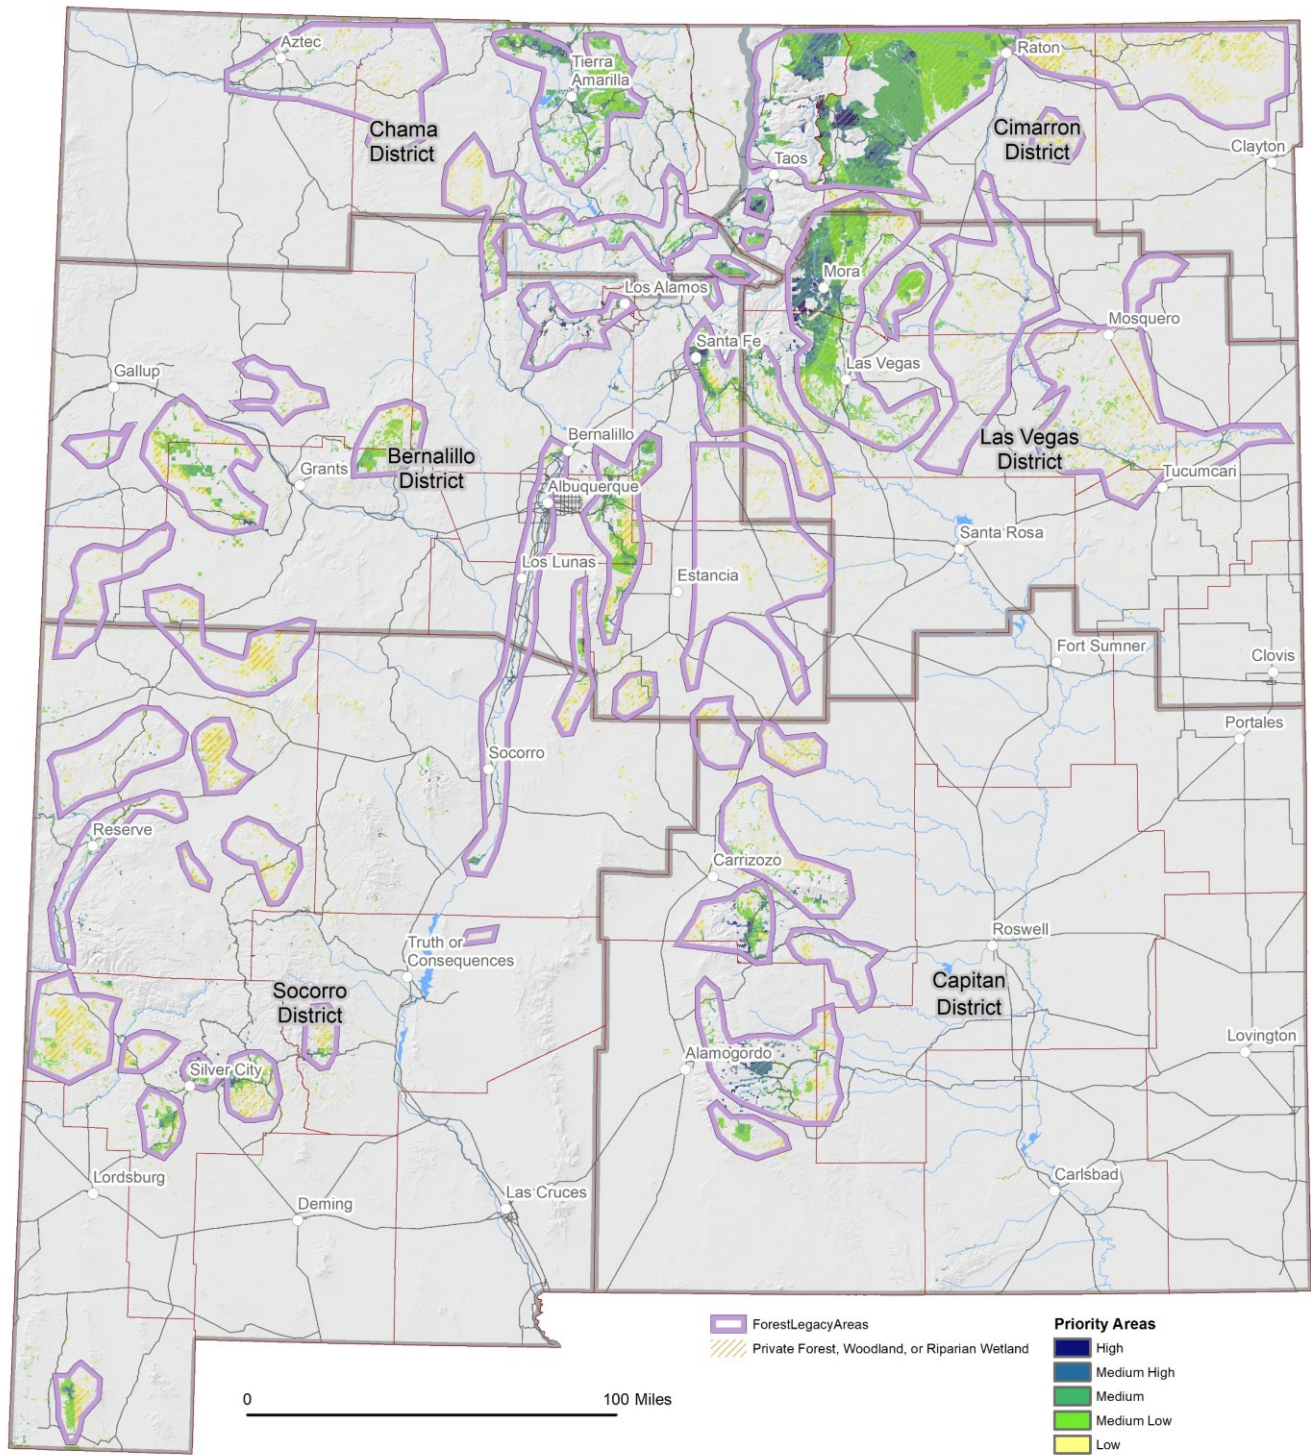 Aztec
Tierra
Amarilla
Raton
Chama
District
Cimarron
District
Clayton
Taos
Mora
Los Alamos
Mosquero
Santa Fe
Las Vegas
Gallup
Bernalillo
Las Vegas
District
Bernalillo
District
Grants
Tucumcari
Albuquerque
Santa Rosa
Los Lunas
Estancia
Fort Sumner
Clovis
Portales
Socorro
Reserve
Carrizozo
Roswell
Truth or
Consequences
Capitan
District
Socorro
District
Lovington
Alamogordo
Silver City
Carlsbad
Lordsburg
Las Cruces
Deming
ForestLegacyAreas
Private Forest, Woodland, or Riparian Wetland
Priority Areas
High
Medium High
Medium
Medium Low
Low
0 100 Miles